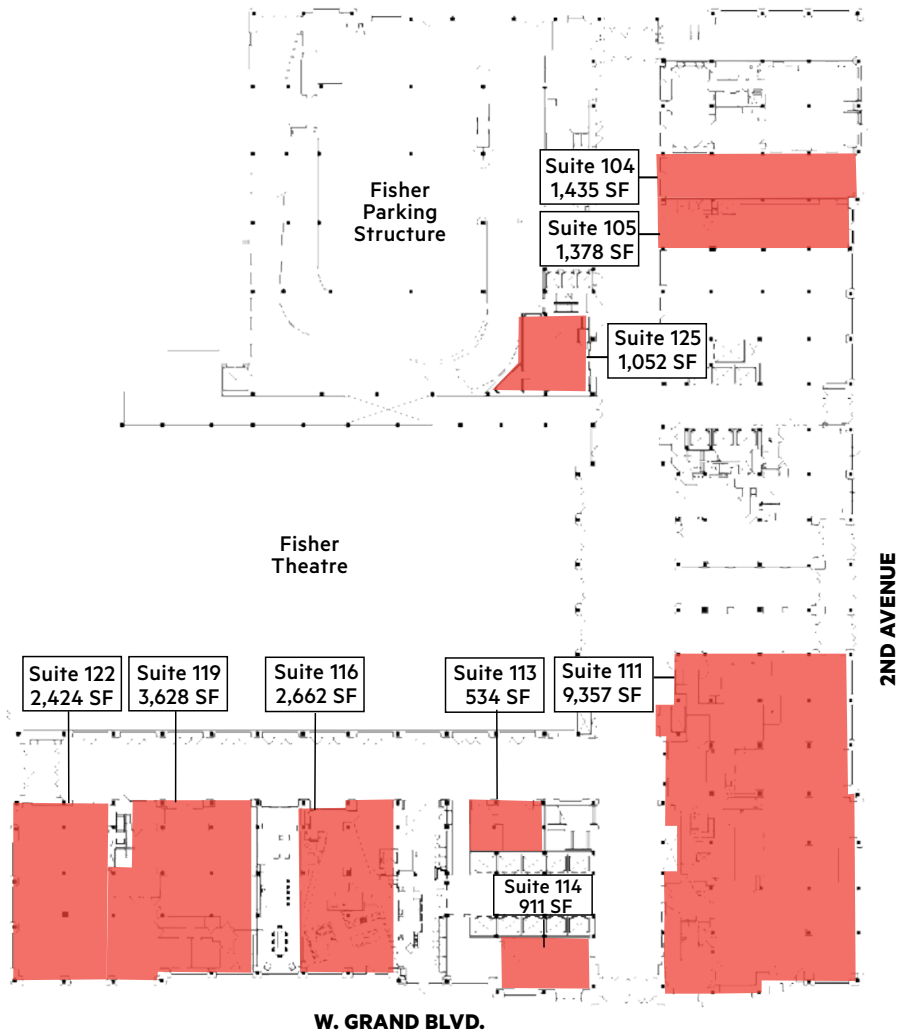 Suite 104
1,435 SF
Fisher
Parking
Structure
Suite 105
1,378 SF
Suite 125
1,052 SF
Fisher
Theatre
2ND AVENUE
Suite 122
2,424 SF
Suite 119
3,628 SF
Suite 116
2,662 SF
Suite 113
534 SF
Suite 111
9,357 SF
Suite 114
911 SF
W. GRAND BLVD.